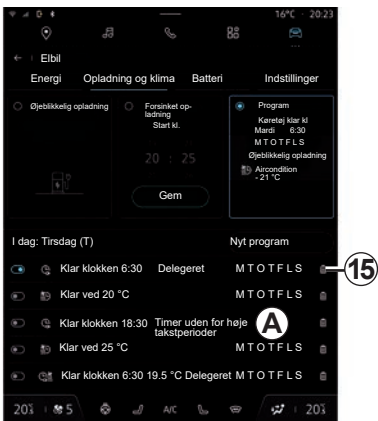 16°C 20:23
← Elbil
Energi Opladning og klima Batteri Indstillinger
Øjeblikkelig opladning
Forsinket op-
ladning
Start kl.
20 : 25
Gem
Program
Køretøj klar kl
Mardi 6:30
M T O T F L S
Øjeblikkelig opladning
Aircondition
- 21 °C
I dag: Tirsdag (T) Nyt program
Klar klokken 6:30 Delegeret M T O T F L S
15
Klar ved 20 °C M T O T F L S
Klar klokken 18:30 Timer uden for høje
takstperioder
A
Klar ved 25 °C M T O T F L S
Klar klokken 6:30 19.5 °C Delegeret M T O T F L S
5 A/C